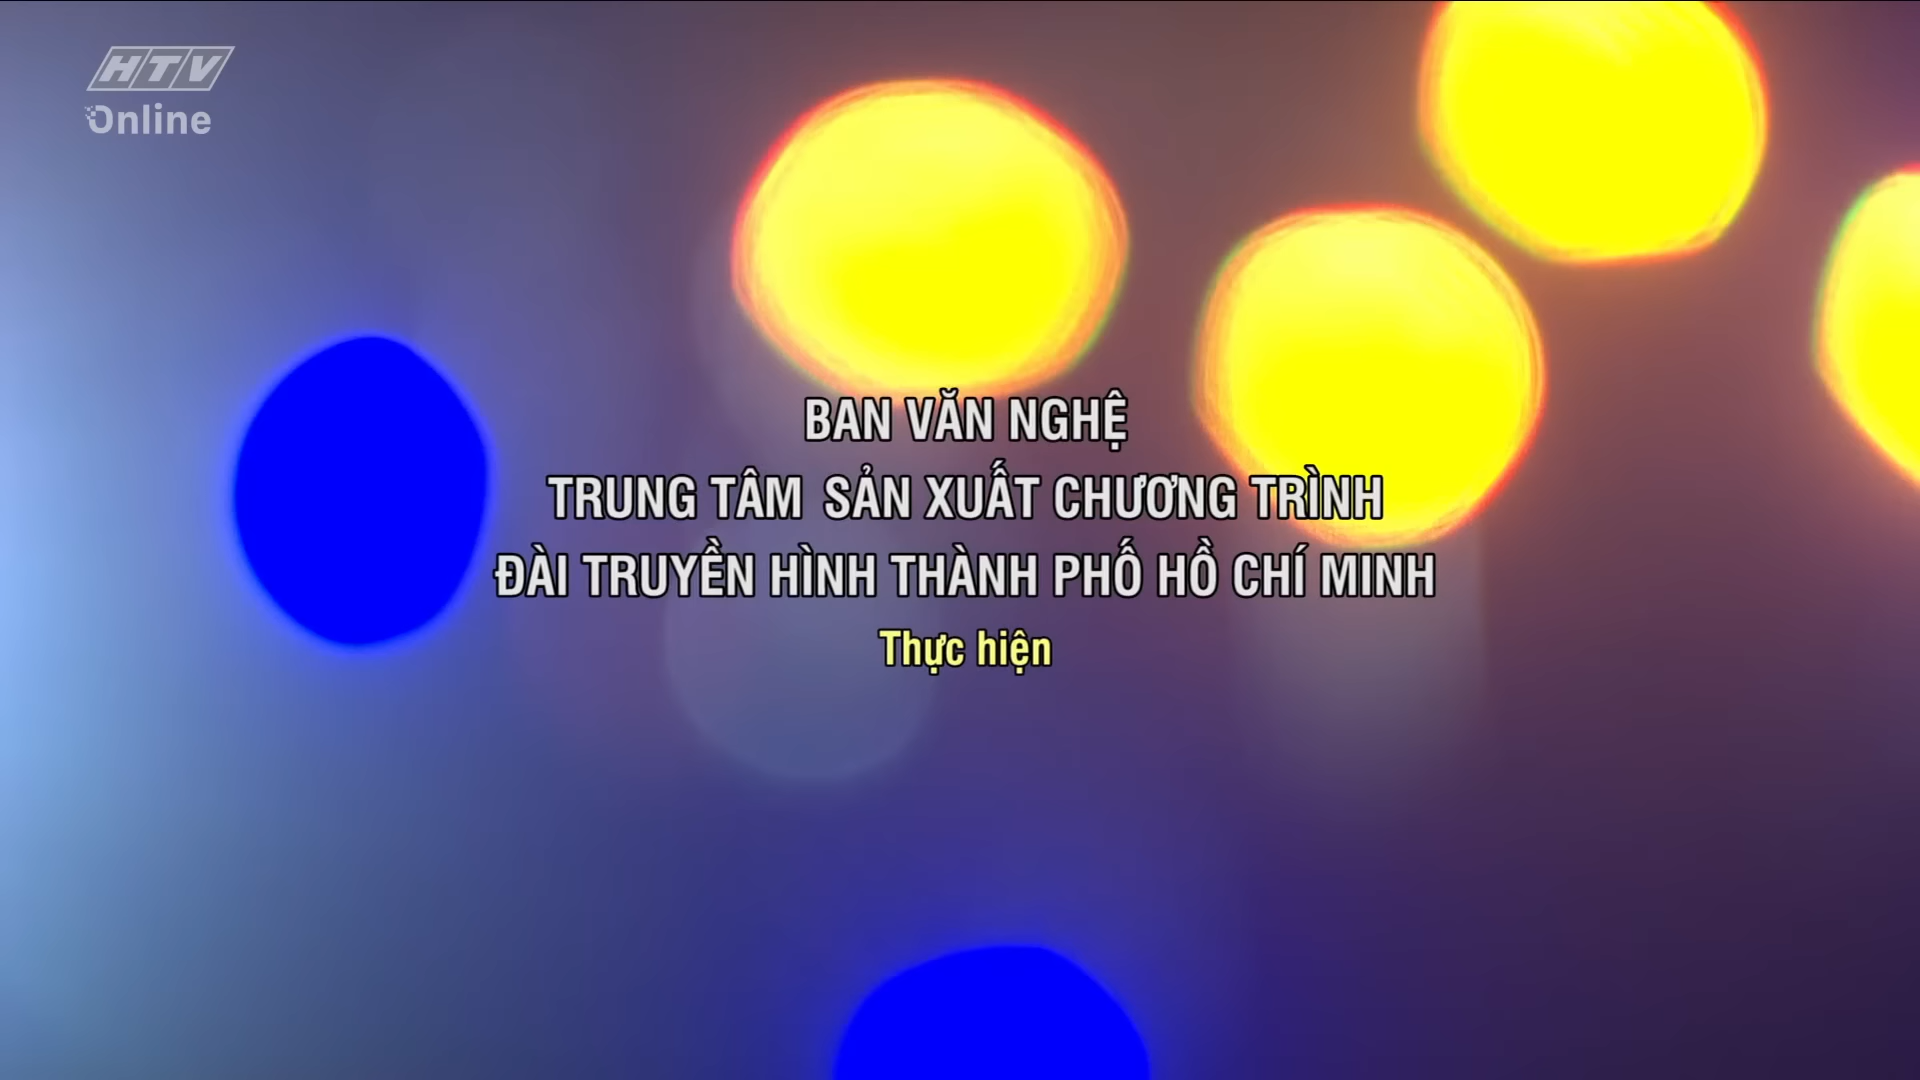 HTV
Online
BAN VĂN NGHỆ
TRUNG TÂM SẢN XUẤT CHƯƠNG TRÌNH
ĐÀI TRUYỀN HÌNH THÀNH PHỐ HỒ CHÍ MINH
Thực hiện